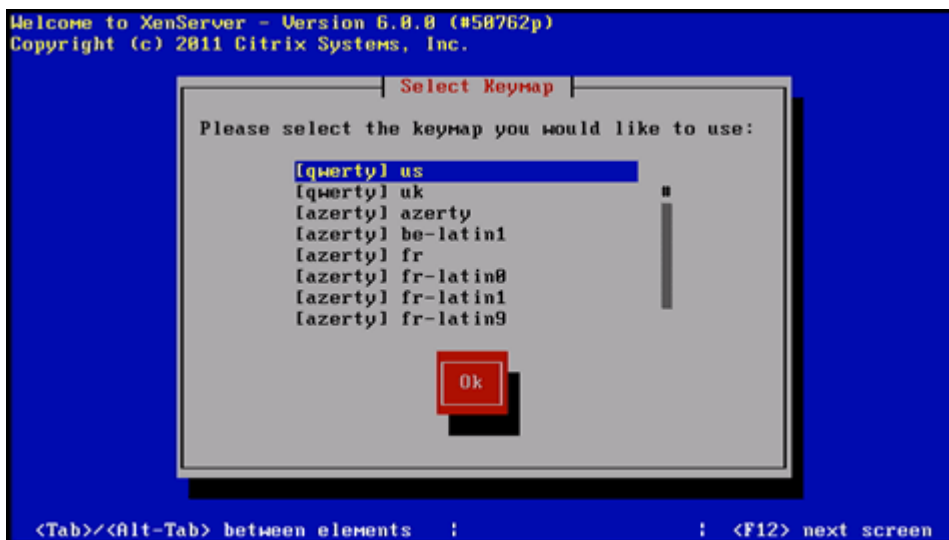 Welcome to XenServer - Version 6.0.0 (#50762p)
Copyright (c) 2011 Citrix Systems, Inc.
Select Keymap
Please select the keymap you would like to use:
[qwerty] us
[qwerty] uk
[azerty] azerty
[azerty] be-latin1
[azerty] fr
[azerty] fr-latin0
[azerty] fr-latin1
[azerty] fr-latin9
Ok
<Tab>/<Alt-Tab> between elements | | <F12> next screen